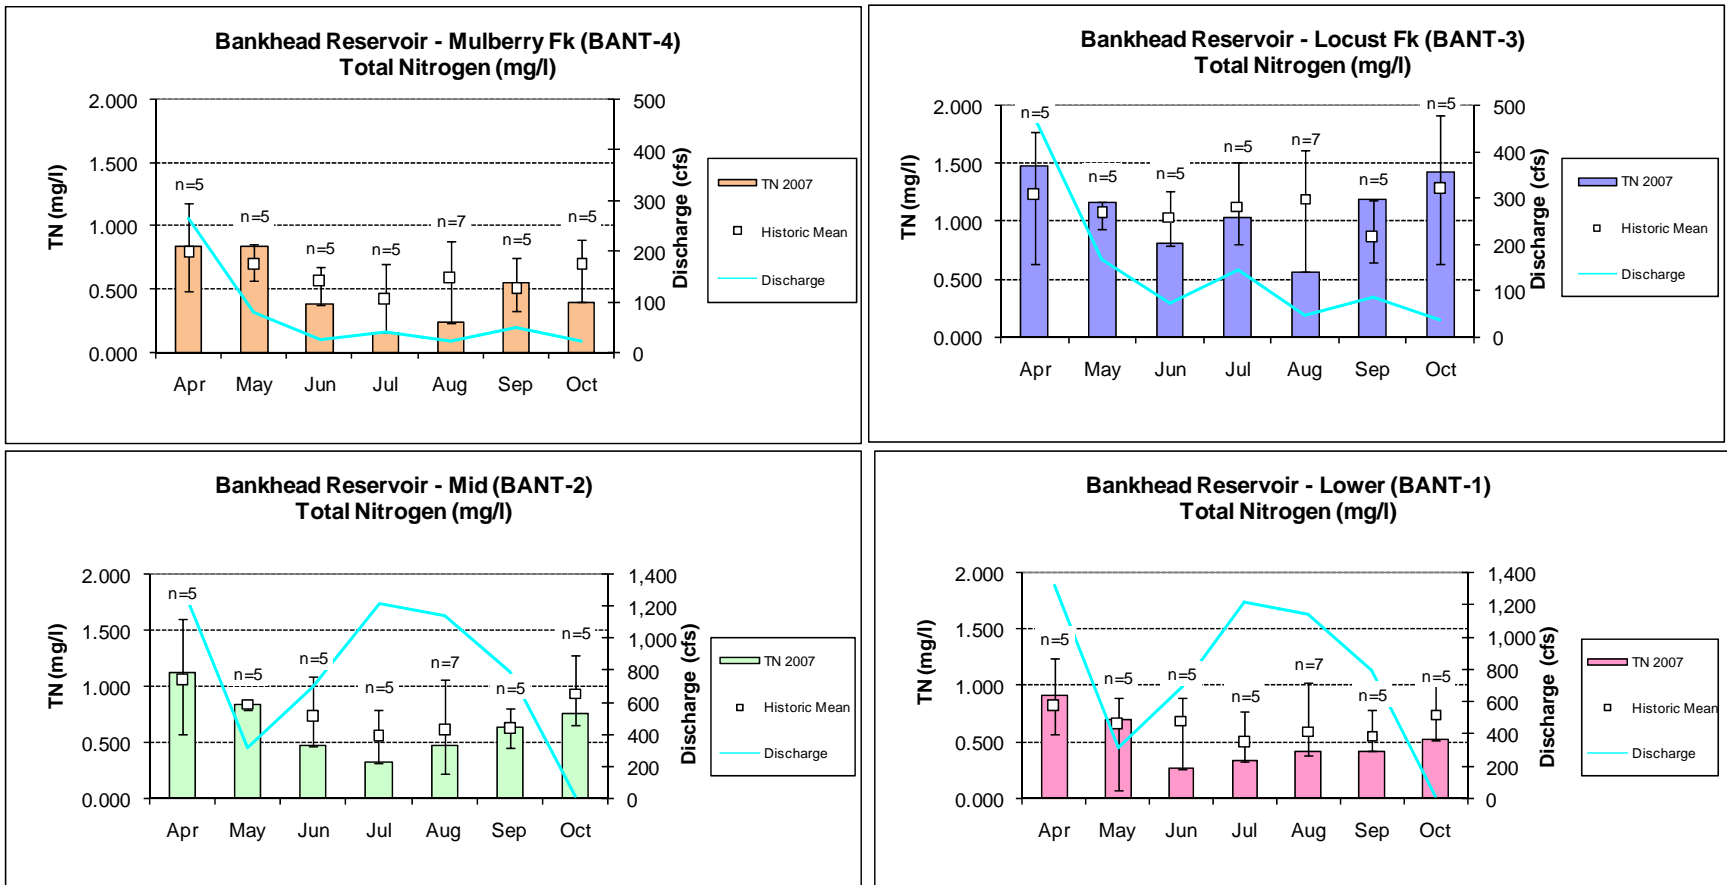 Bankhead Reservoir - Mulberry Fk (BANT-4)
Total Nitrogen (mg/l)
2.000
1.500
1.000
0.500
0.000
TN (mg/l)
500
400
300
200
100
0
Discharge (cfs)
n=5
n=5
n=5
n=5
n=7
n=5
n=5
Apr May Jun Jul Aug Sep Oct
TN 2007
Historic Mean
Discharge
Bankhead Reservoir - Locust Fk (BANT-3)
Total Nitrogen (mg/l)
2.000
1.500
1.000
0.500
0.000
TN (mg/l)
500
400
300
200
100
0
Discharge (cfs)
n=5
n=5
n=5
n=5
n=7
n=5
n=5
Apr May Jun Jul Aug Sep Oct
TN 2007
Historic Mean
Discharge
Bankhead Reservoir - Mid (BANT-2)
Total Nitrogen (mg/l)
2.000
1.500
1.000
0.500
0.000
TN (mg/l)
1,400
1,200
1,000
800
600
400
200
0
Discharge (cfs)
n=5
n=5
n=5
n=5
n=7
n=5
n=5
Apr May Jun Jul Aug Sep Oct
TN 2007
Historic Mean
Discharge
Bankhead Reservoir - Lower (BANT-1)
Total Nitrogen (mg/l)
2.000
1.500
1.000
0.500
0.000
TN (mg/l)
1,400
1,200
1,000
800
600
400
200
0
Discharge (cfs)
n=5
n=5
n=5
n=5
n=7
n=5
n=5
Apr May Jun Jul Aug Sep Oct
TN 2007
Historic Mean
Discharge